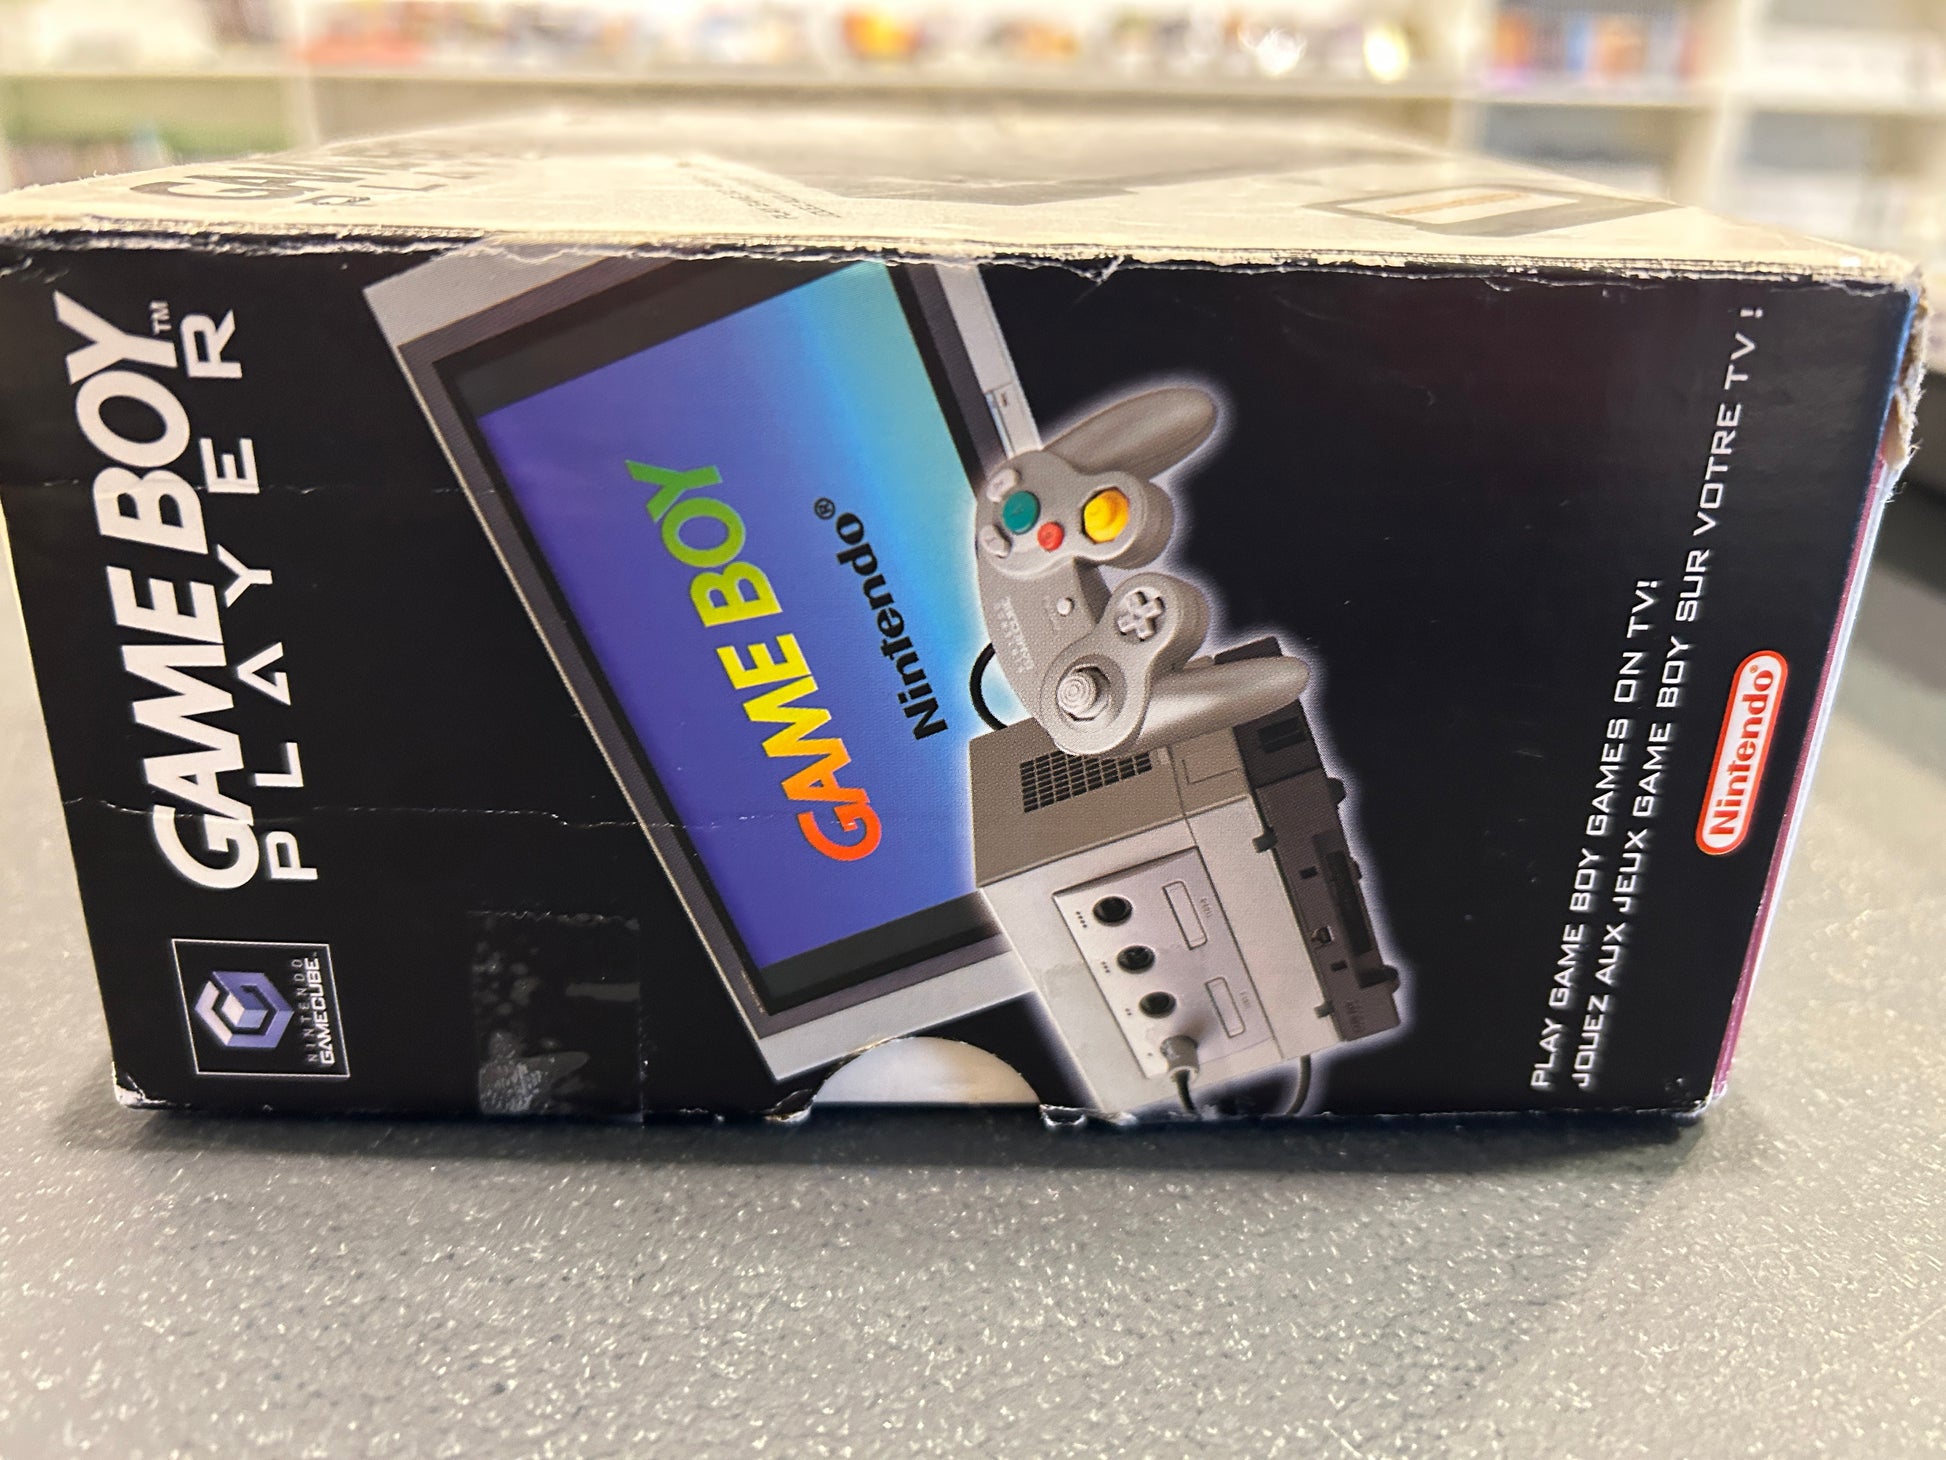 GAME BOY™
PLAYER
NINTENDO
GAMECUBE™
GAME BOY
Nintendo®
PLAY GAME BOY GAMES ON TV!
JOUEZ AUX JEUX GAME BOY SUR VOTRE TV !
Nintendo®